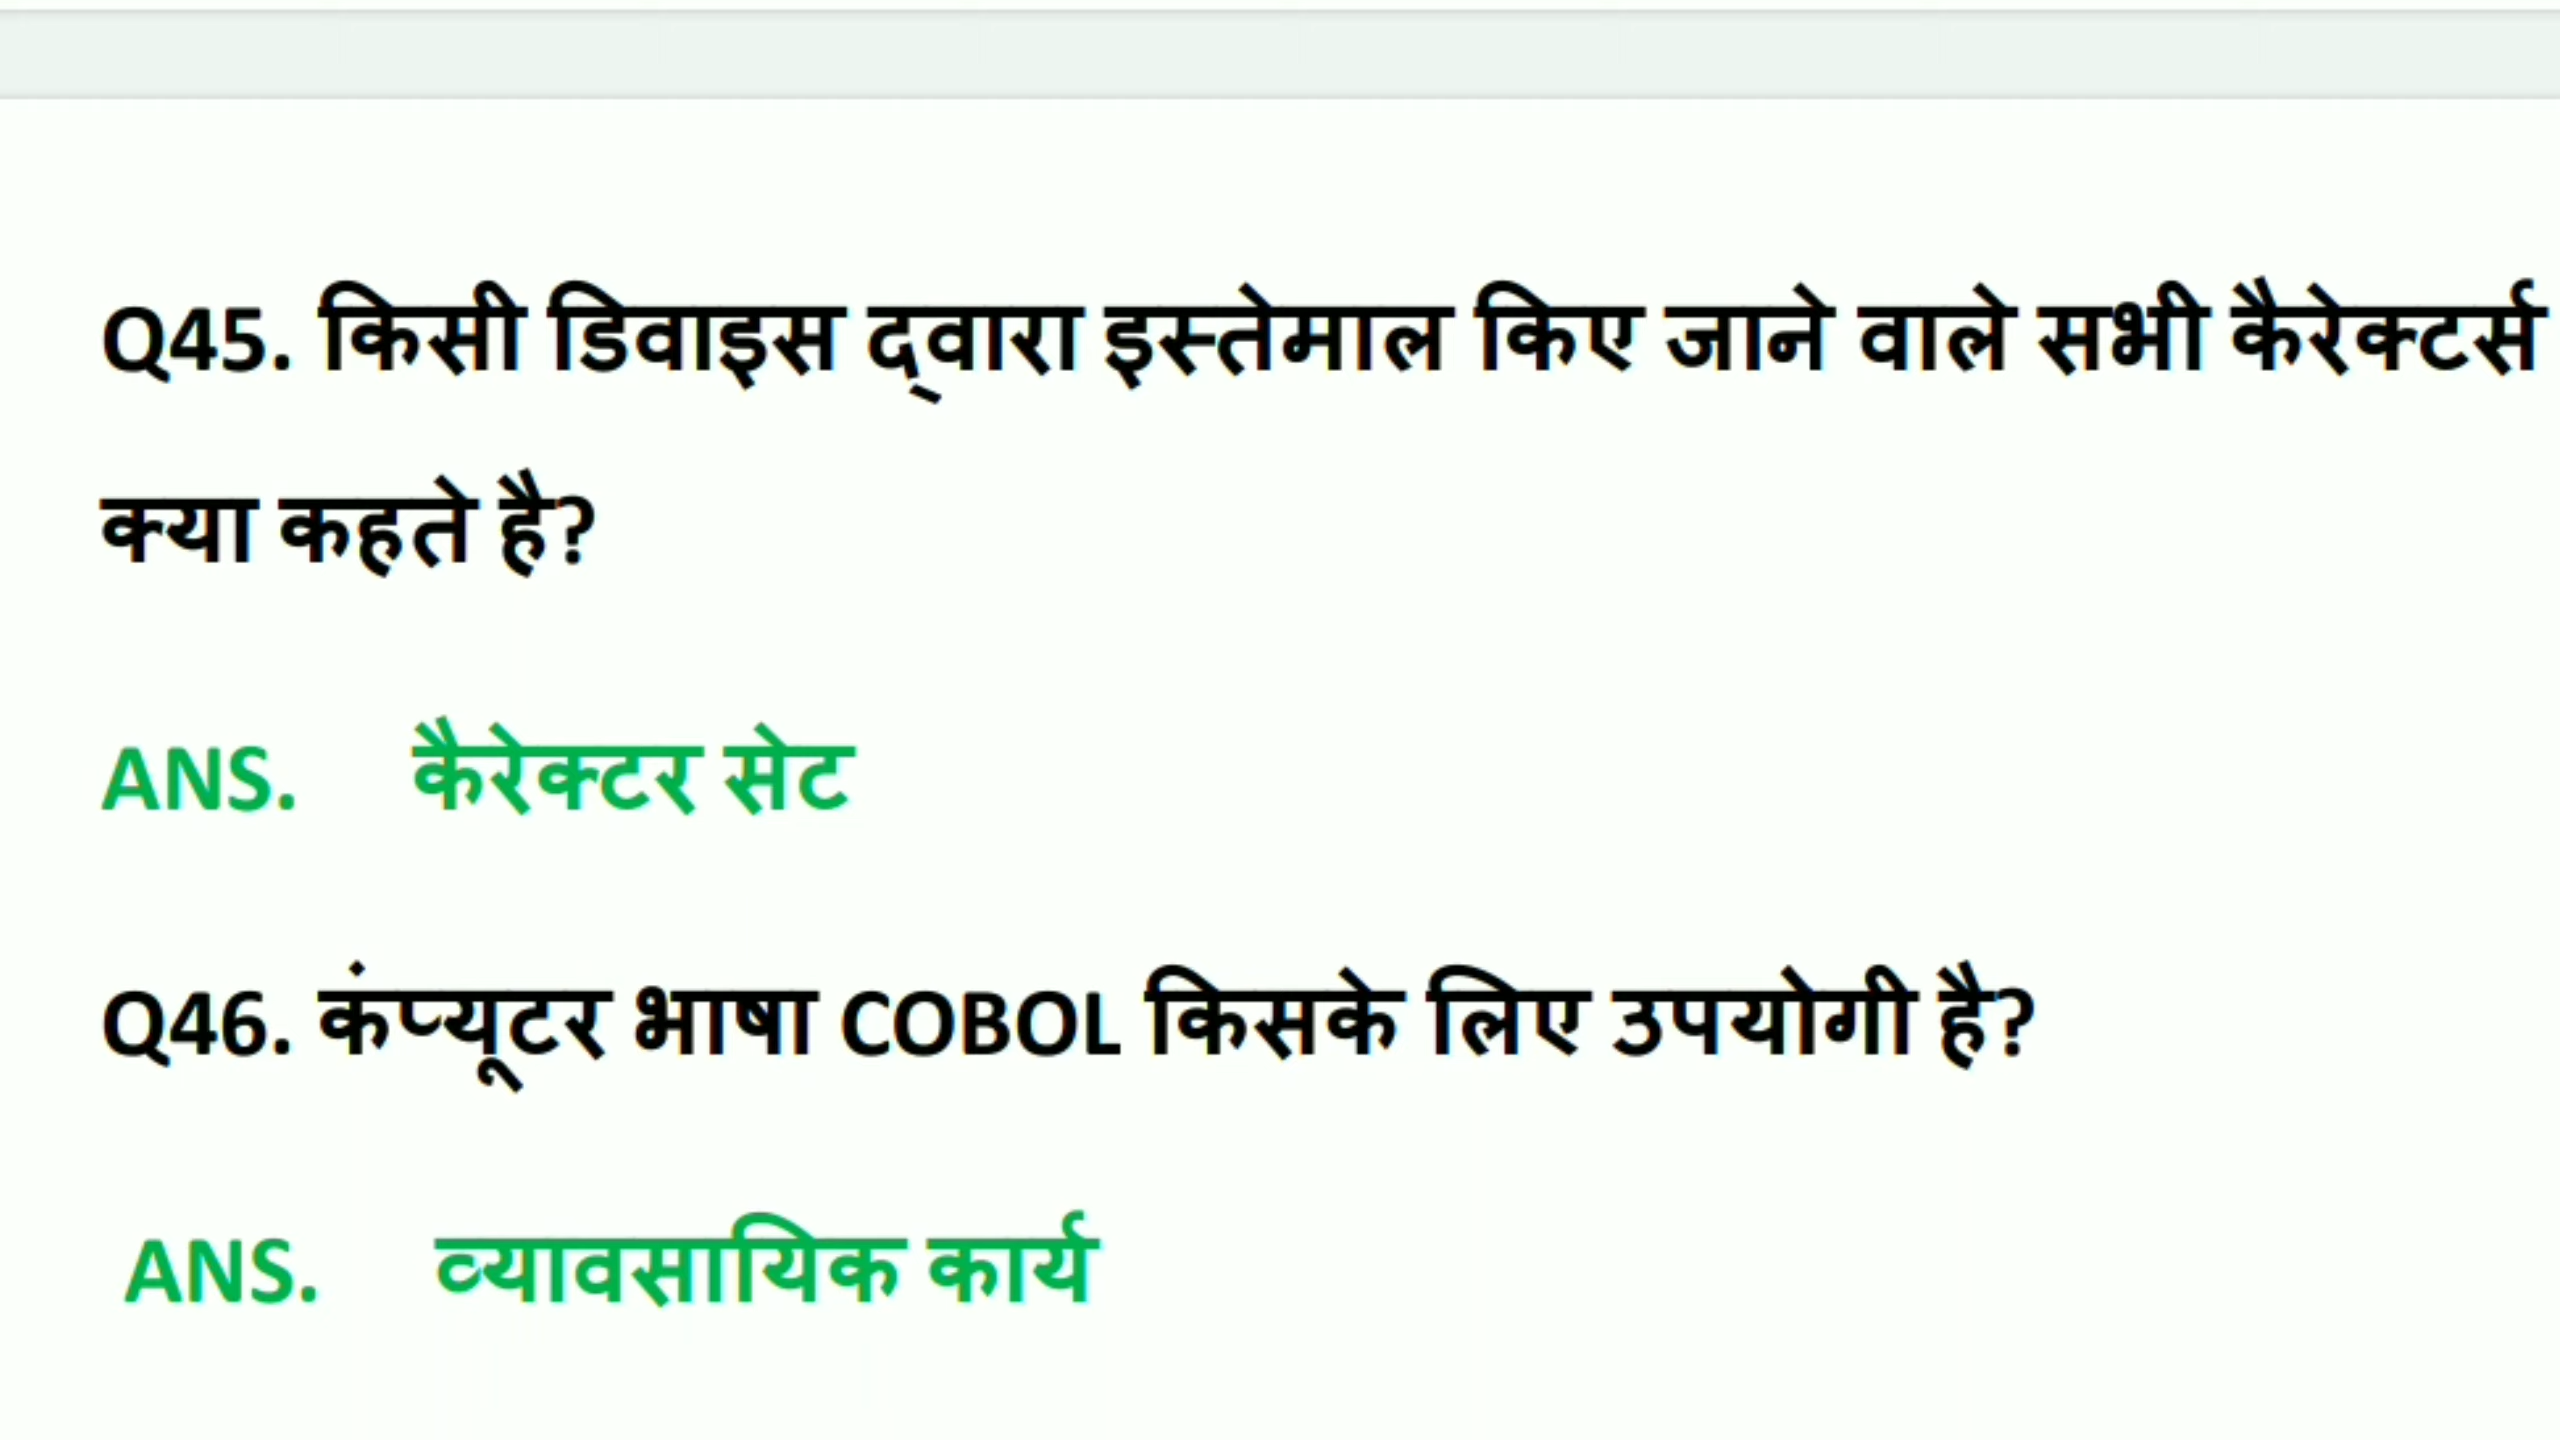 Q45. किसी डिवाइस द्वारा इस्तेमाल किए जाने वाले सभी कैरेक्टर्स
क्या कहते है?
ANS. कैरेक्टर सेट
Q46. कंप्यूटर भाषा COBOL किसके लिए उपयोगी है?
ANS. व्यावसायिक कार्य